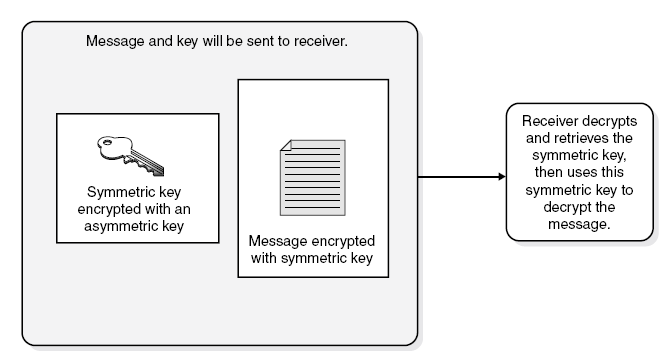 Message and key will be sent to receiver.
Symmetric key
encrypted with an
asymmetric key
Message encrypted
with symmetric key
Receiver decrypts
and retrieves the
symmetric key,
then uses this
symmetric key to
decrypt the
message.